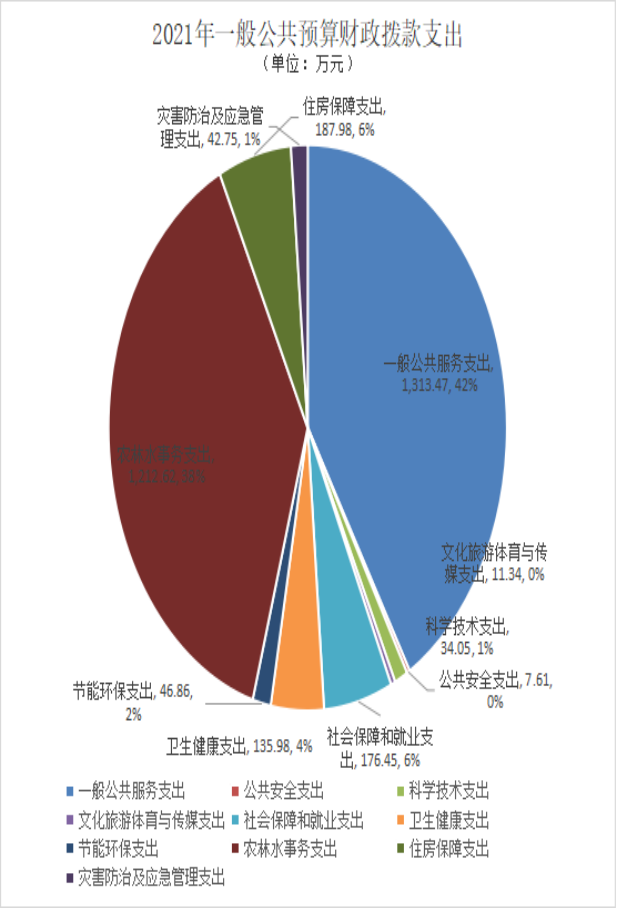 2021年一般公共预算财政拨款支出
（单位：万元）
住房保障支出,
187.98, 6%
灾害防治及应急管
理支出, 42.75, 1%
一般公共服务支出,
1,313.47, 42%
农林水事务支出,
38%
文化旅游体育与传
媒支出, 11.34, 0%
科学技术支出,
34.05, 1%
公共安全支出, 7.61,
0%
节能环保支出, 46.86,
2%
社会保障和就业支
出, 176.45, 6%
卫生健康支出, 135.98, 4%
一般公共服务支出 公共安全支出 科学技术支出
文化旅游体育与传媒支出 社会保障和就业支出 卫生健康支出
节能环保支出 农林水事务支出 住房保障支出
灾害防治及应急管理支出